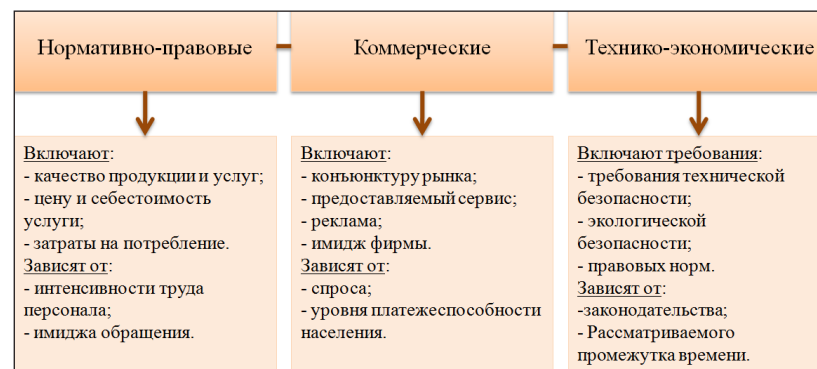 Нормативно-правовые
Коммерческие
Технико-экономические
Включают:
- качество продукции и услуг;
- цену и себестоимость
услуги;
- затраты на потребление.
Зависят от:
- интенсивности труда
персонала;
- имиджа обращения.
Включают:
- конъюнктуру рынка;
- предоставляемый сервис;
- реклама;
- имидж фирмы.
Зависят от:
- спроса;
- уровня платежеспособности
населения.
Включают требования:
- требования технической
безопасности;
- экологической
безопасности;
- правовых норм.
Зависят от:
-законодательства;
- Рассматриваемого
промежутка времени.